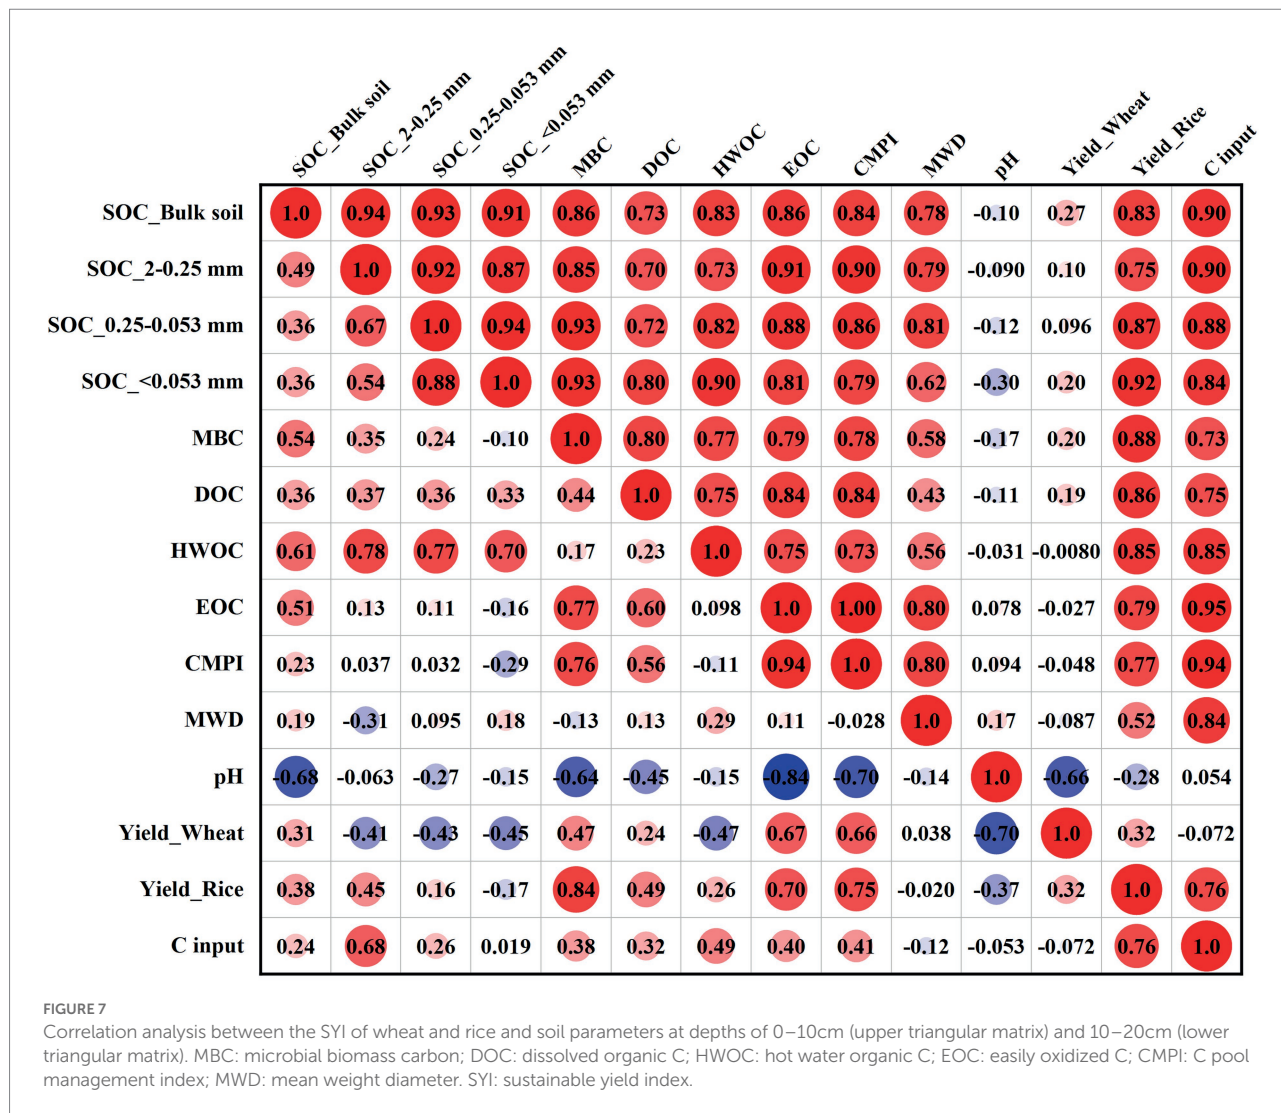 SOC_Bulk soil SOC_2-0.25 mm SOC_0.25-0.053 mm SOC_<0.053 mm MBC DOC HWOC EOC CMPI MWD pH Yield_Wheat Yield_Rice C input
SOC_Bulk soil 1.0 0.94 0.93 0.91 0.86 0.73 0.83 0.86 0.84 0.78 -0.10 0.27 0.83 0.90
SOC_2-0.25 mm 0.49 1.0 0.92 0.87 0.85 0.70 0.73 0.91 0.90 0.79 -0.090 0.10 0.75 0.90
SOC_0.25-0.053 mm 0.36 0.67 1.0 0.94 0.93 0.72 0.82 0.88 0.86 0.81 -0.12 0.096 0.87 0.88
SOC_<0.053 mm 0.36 0.54 0.88 1.0 0.93 0.80 0.90 0.81 0.79 0.62 -0.30 0.20 0.92 0.84
MBC 0.54 0.35 0.24 -0.10 1.0 0.80 0.77 0.79 0.78 0.58 -0.17 0.20 0.88 0.73
DOC 0.36 0.37 0.36 0.33 0.44 1.0 0.75 0.84 0.84 0.43 -0.11 0.19 0.86 0.75
HWOC 0.61 0.78 0.77 0.70 0.17 0.23 1.0 0.75 0.73 0.56 -0.031 -0.0080 0.85 0.85
EOC 0.51 0.13 0.11 -0.16 0.77 0.60 0.098 1.0 1.00 0.80 0.078 -0.027 0.79 0.95
CMPI 0.23 0.037 0.032 -0.29 0.76 0.56 -0.11 0.94 1.0 0.80 0.094 -0.048 0.77 0.94
MWD 0.19 -0.31 0.095 0.18 -0.13 0.13 0.29 0.11 -0.028 1.0 0.17 -0.087 0.52 0.84
pH -0.68 -0.063 -0.27 -0.15 -0.64 -0.45 -0.15 -0.84 -0.70 -0.14 1.0 -0.66 -0.28 0.054
Yield_Wheat 0.31 -0.41 -0.43 -0.45 0.47 0.24 -0.47 0.67 0.66 0.038 -0.70 1.0 0.32 -0.072
Yield_Rice 0.38 0.45 0.16 -0.17 0.84 0.49 0.26 0.70 0.75 -0.020 -0.37 0.32 1.0 0.76
C input 0.24 0.68 0.26 0.019 0.38 0.32 0.49 0.40 0.41 -0.12 -0.053 -0.072 0.76 1.0
FIGURE 7
Correlation analysis between the SYI of wheat and rice and soil parameters at depths of 0–10cm (upper triangular matrix) and 10–20cm (lower
triangular matrix). MBC: microbial biomass carbon; DOC: dissolved organic C; HWOC: hot water organic C; EOC: easily oxidized C; CMPI: C pool
management index; MWD: mean weight diameter. SYI: sustainable yield index.